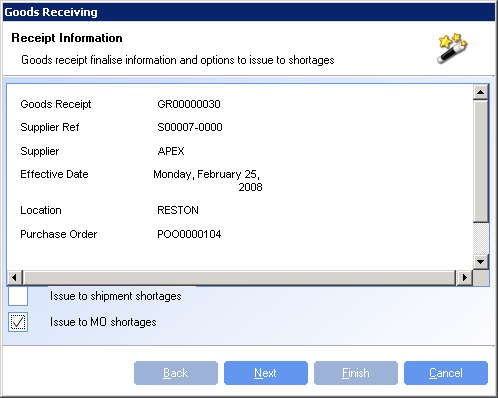 Goods Receiving
Receipt Information
Goods receipt finalise information and options to issue to shortages
Goods Receipt GR00000030
Supplier Ref S00007-0000
Supplier APEX
Effective Date Monday, February 25,
2008
Location RESTON
Purchase Order POO0000104
Issue to shipment shortages
Issue to MO shortages
Back Next Finish Cancel